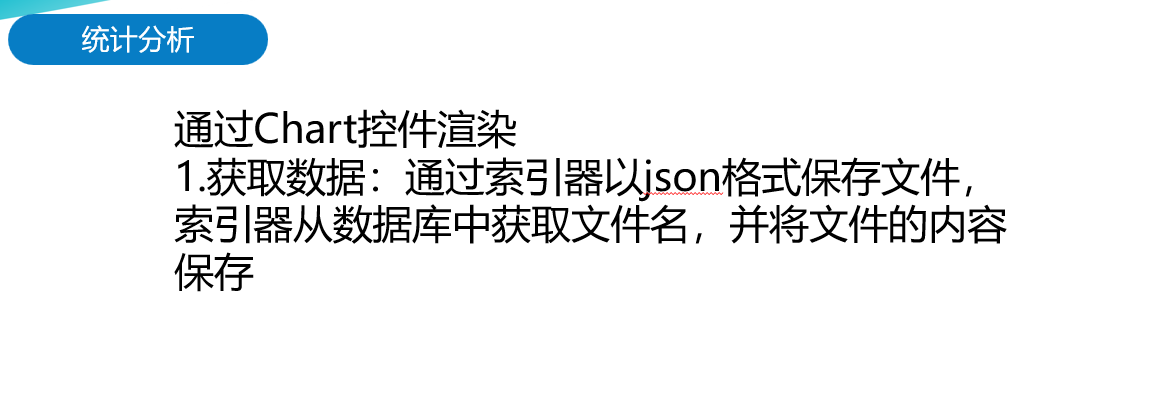 统计分析
通过Chart控件渲染
1.获取数据：通过索引器以json格式保存文件，
索引器从数据库中获取文件名，并将文件的内容
保存